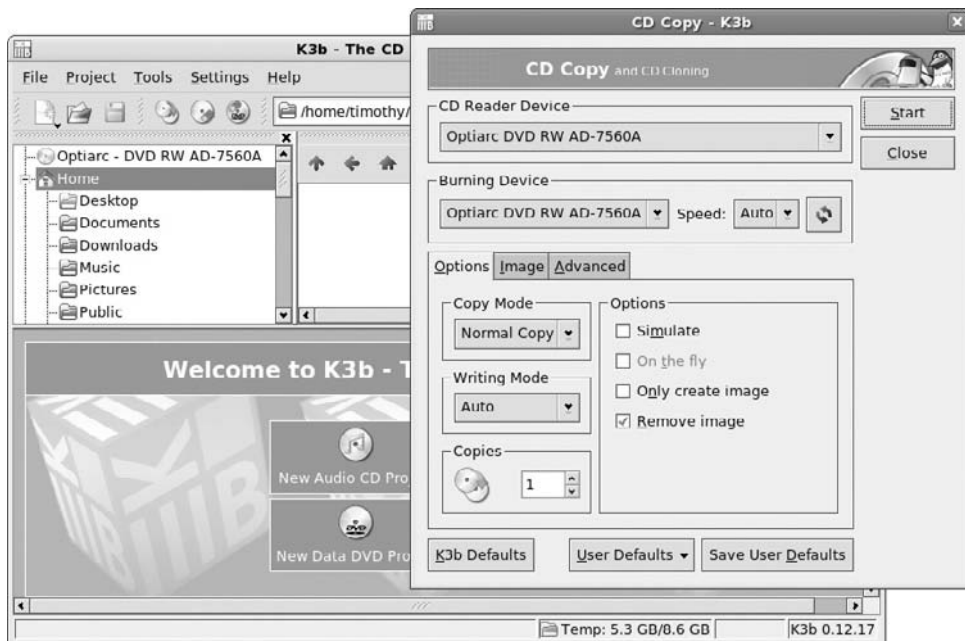 K3b - The CD
File Project Tools Settings Help
/home/timothy/
Optiarc - DVD RW AD-7560A
Home
Desktop
Documents
Downloads
Music
Pictures
Public
Welcome to K3b - T
New Audio CD Pro
New Data DVD Pro
Temp: 5.3 GB/8.6 GB
K3b 0.12.17
CD Copy - K3b
CD Copy and CD Cloning
CD Reader Device
Optiarc DVD RW AD-7560A
Start
Close
Burning Device
Optiarc DVD RW AD-7560A Speed: Auto
Options Image Advanced
Copy Mode
Normal Copy
Writing Mode
Auto
Copies
1
Options
Simulate
On the fly
Only create image
Remove image
K3b Defaults User Defaults Save User Defaults